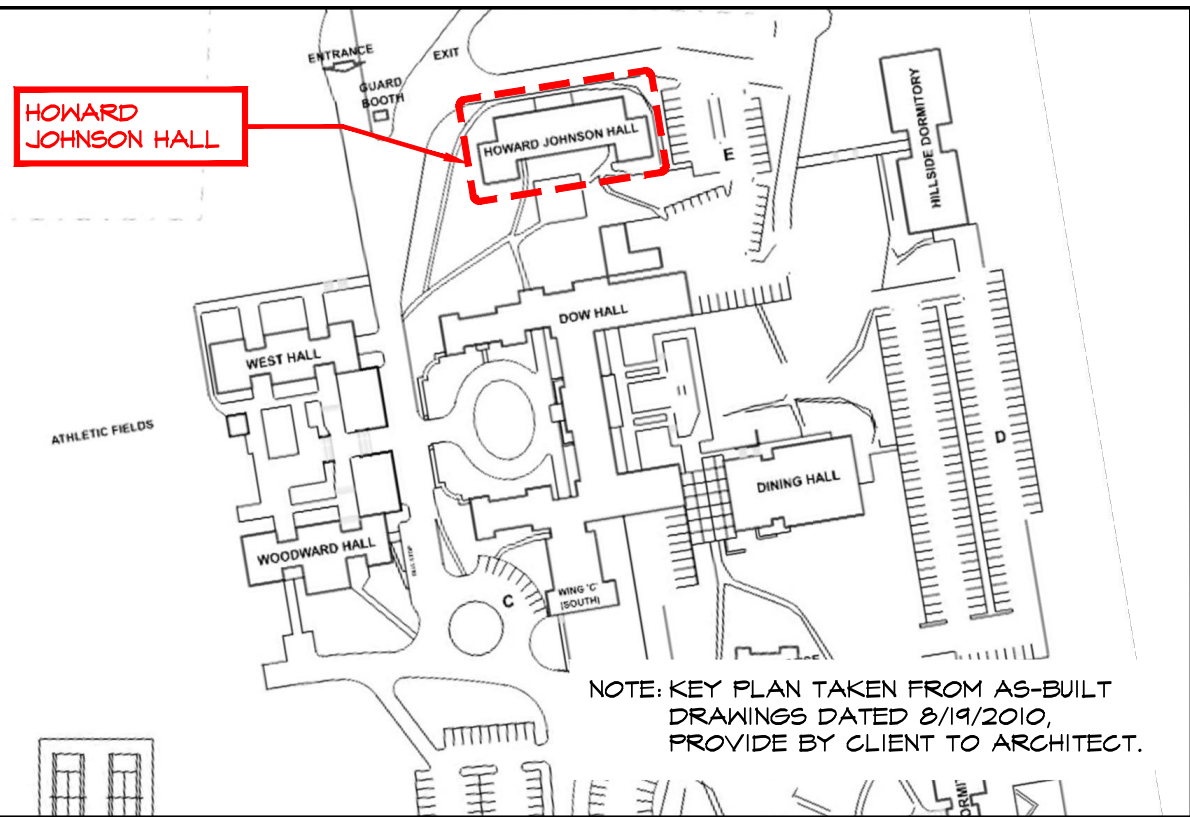 ENTRANCE
EXIT
GUARD
BOOTH
HOWARD
JOHNSON HALL
HOWARD JOHNSON HALL
E
HILLSIDE DORMITORY
DOW HALL
WEST HALL
ATHLETIC FIELDS
D
DINING HALL
WOODWARD HALL
C
WING 'C'
(SOUTH)
NOTE: KEY PLAN TAKEN FROM AS-BUILT
DRAWINGS DATED 8/19/2010,
PROVIDE BY CLIENT TO ARCHITECT.